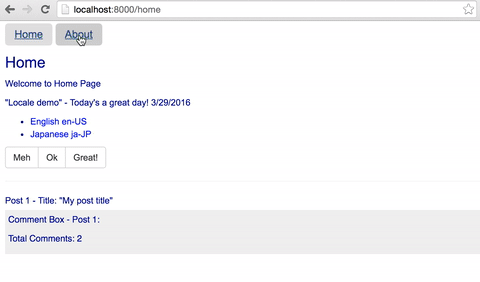 localhost:8000/home
Home About
Home
Welcome to Home Page
"Locale demo" - Today's a great day! 3/29/2016
English en-US
Japanese ja-JP
Meh Ok Great!
Post 1 - Title: "My post title"
Comment Box - Post 1:
Total Comments: 2